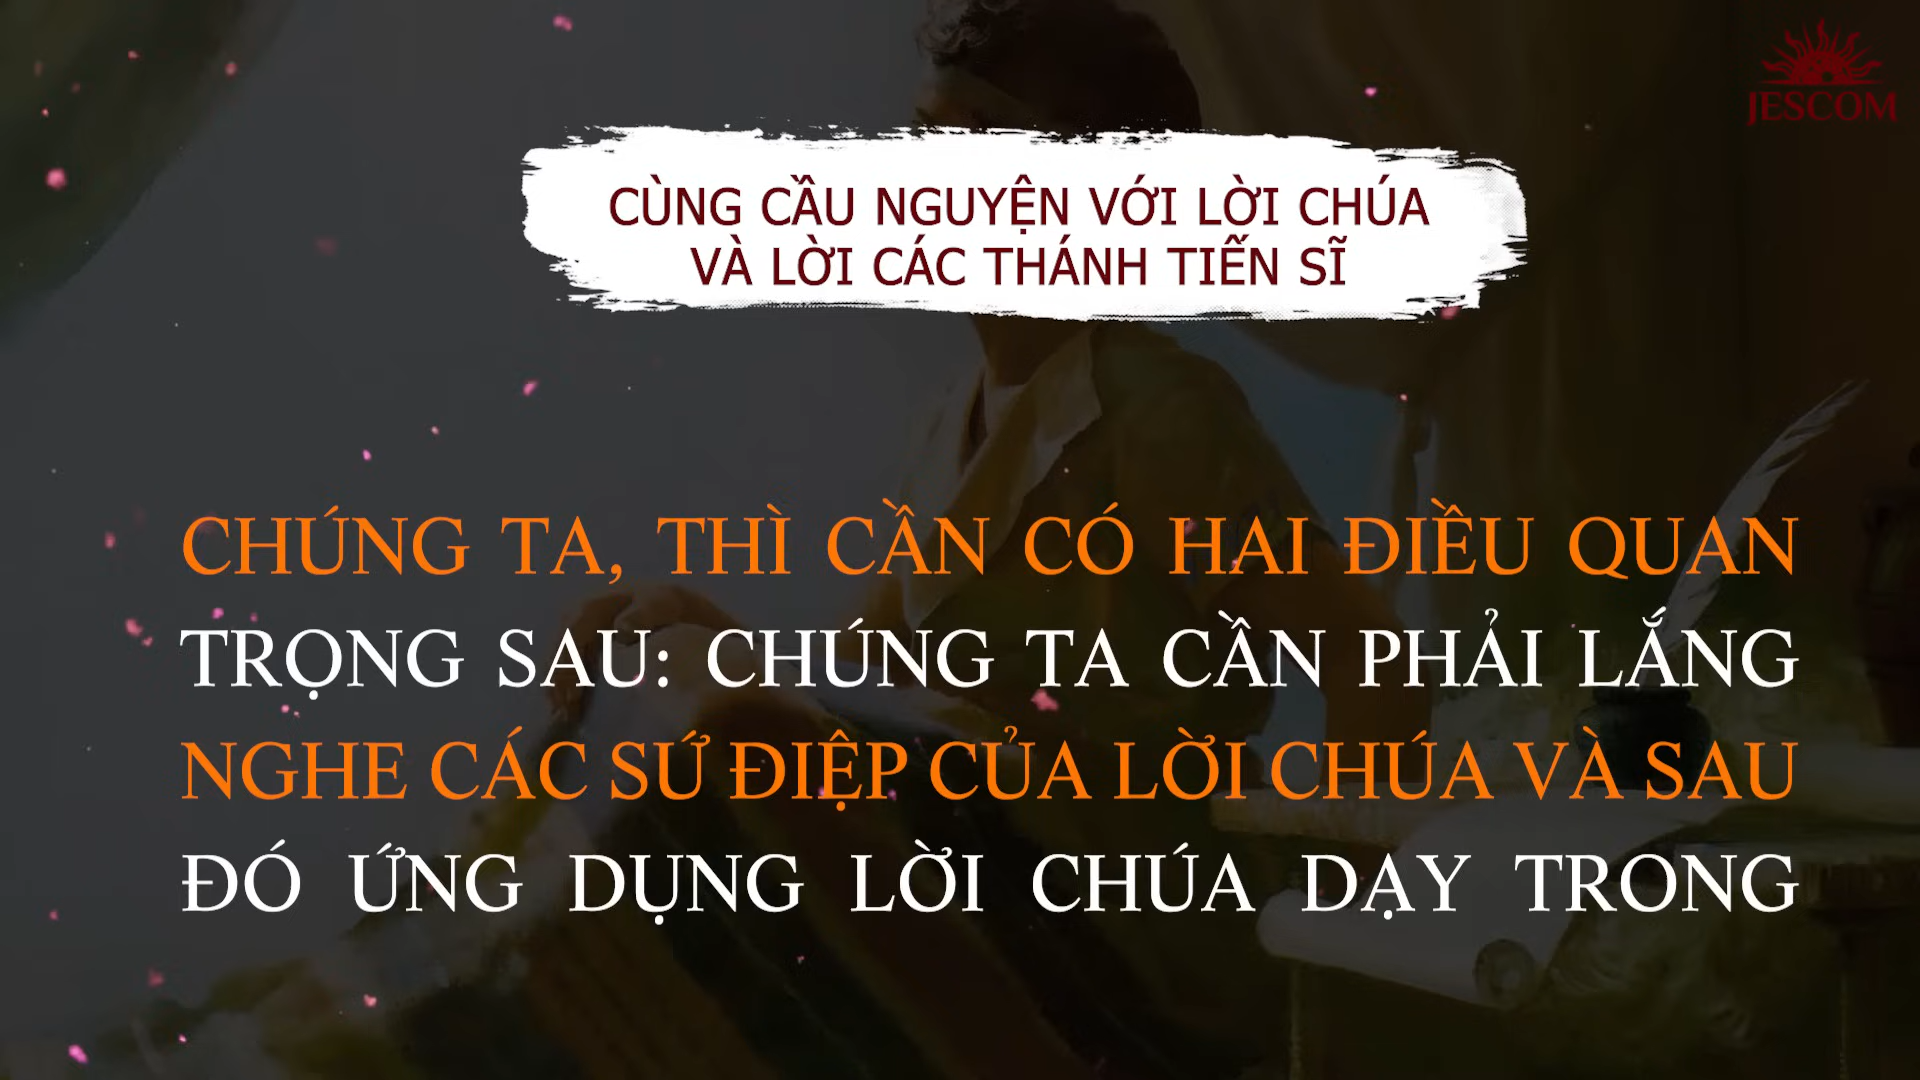 JESCOM
CÙNG CẦU NGUYỆN VỚI LỜI CHÚA
VÀ LỜI CÁC THÁNH TIẾN SĨ
CHÚNG TA, THÌ CẦN CÓ HAI ĐIỀU QUAN
TRỌNG SAU: CHÚNG TA CẦN PHẢI LẮNG
NGHE CÁC SỨ ĐIỆP CỦA LỜI CHÚA VÀ SAU
ĐÓ ỨNG DỤNG LỜI CHÚA DẠY TRONG